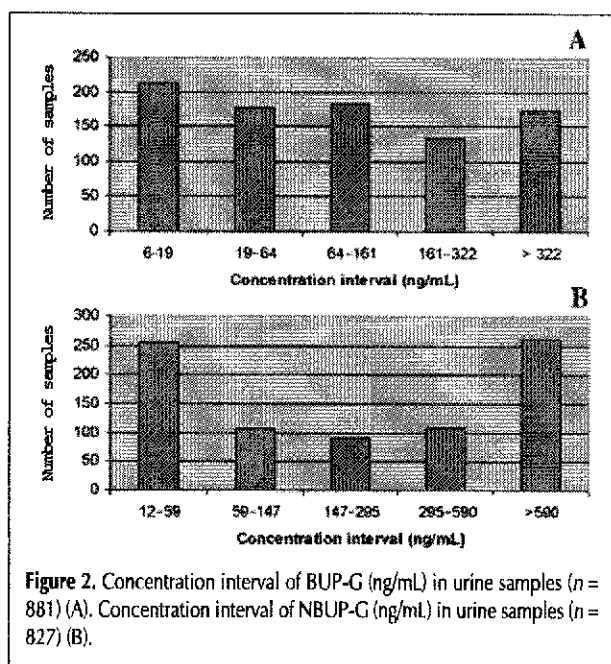 A
Number of samples
250
200
150
100
50
0
6-19 19-64 64-161 161-322 > 322
Concentration interval (ng/mL)
B
Number of samples
300
250
200
150
100
50
0
12-59 59-147 147-295 295-590 >590
Concentration interval (ng/mL)
Figure 2. Concentration interval of BUP-G (ng/mL) in urine samples (n =
881) (A). Concentration interval of NBUP-G (ng/mL) in urine samples (n =
827) (B).